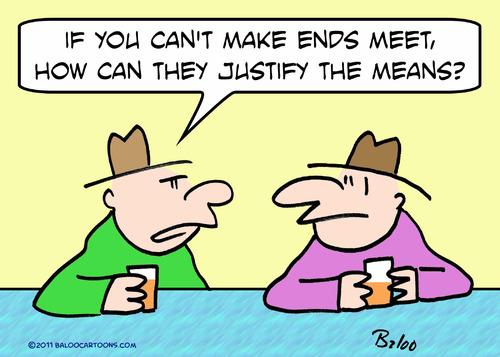 IF YOU CAN'T MAKE ENDS MEET,
HOW CAN THEY JUSTIFY THE MEANS?
©2011 BALOOCARTOONS.COM
Baloo